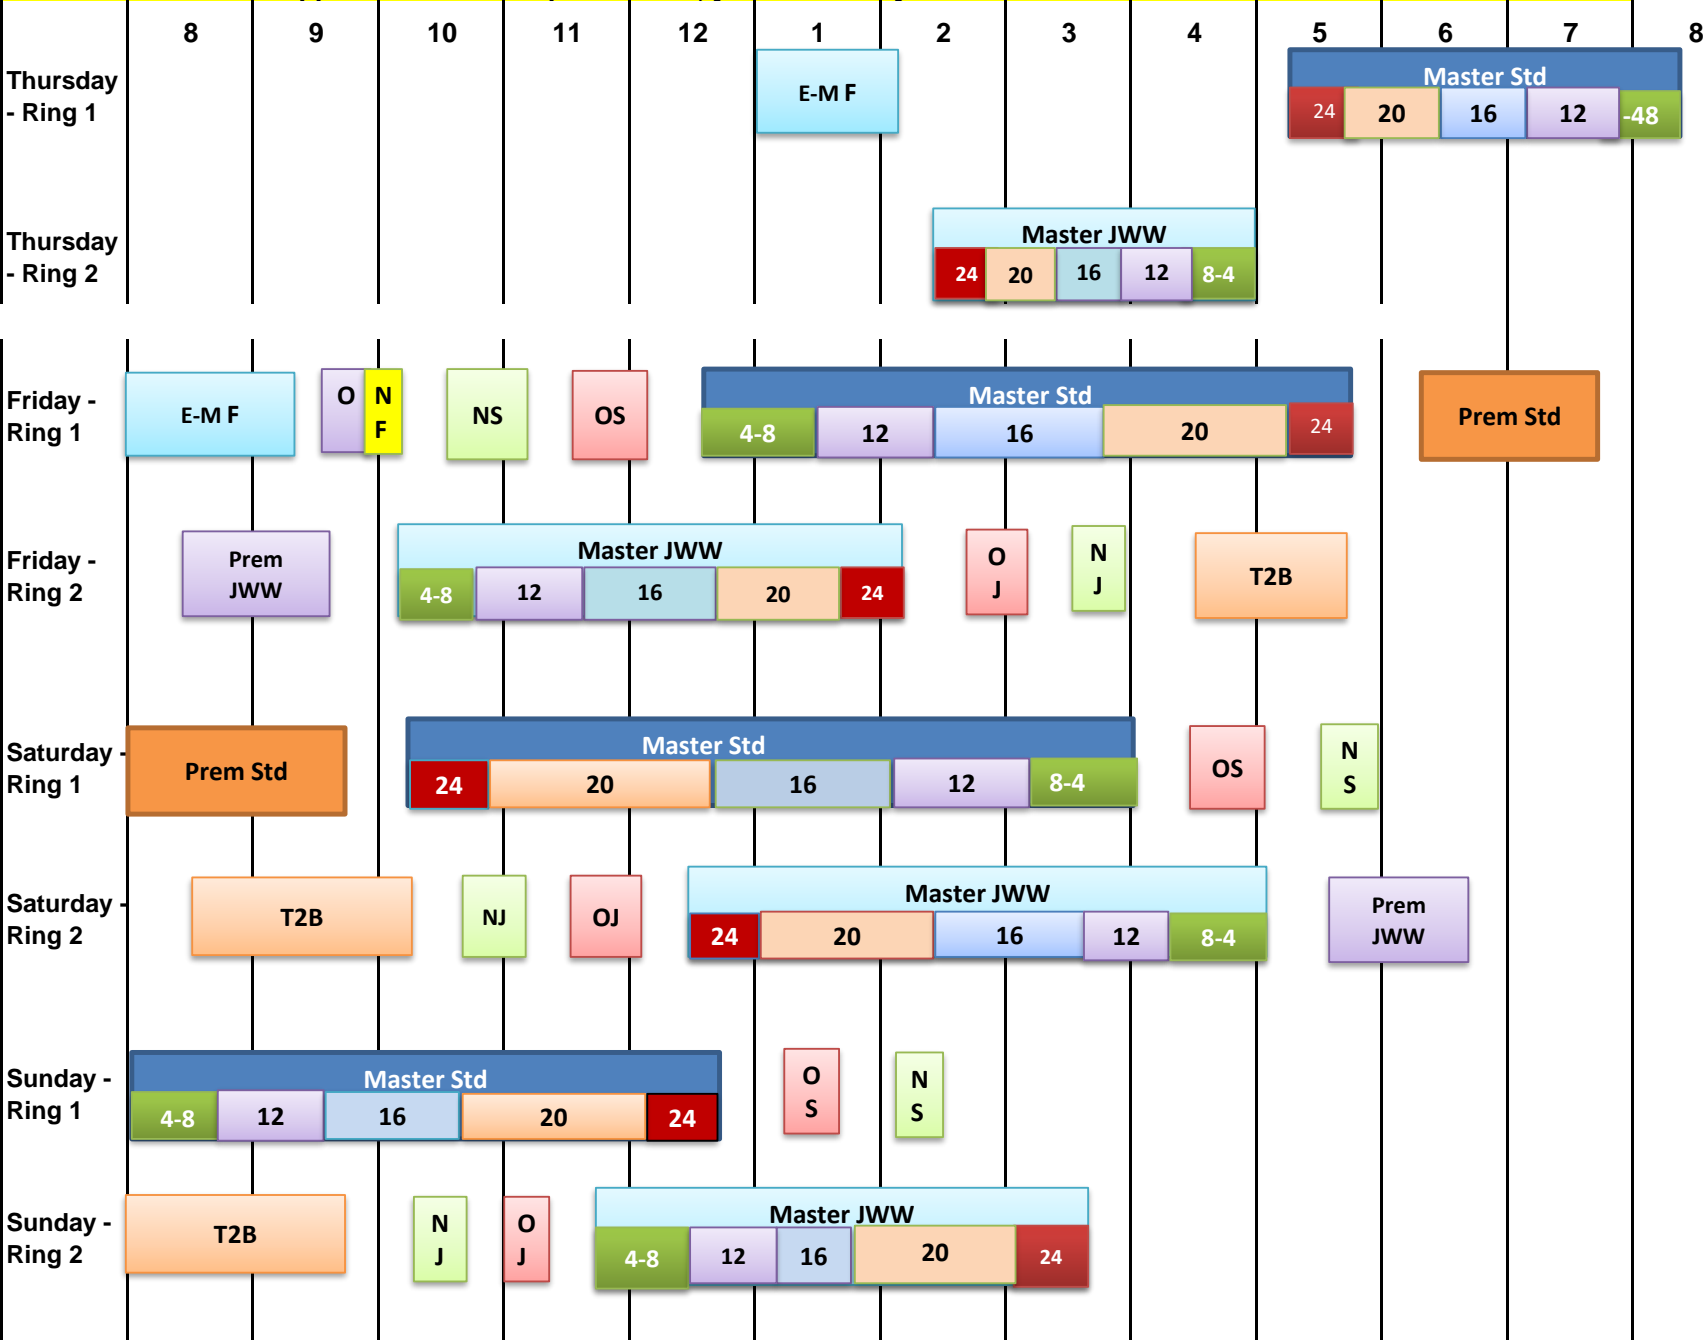 8 9 10 11 12 1 2 3 4 5 6 7 8
Thursday
- Ring 1
E-M F
Master Std
24 20 16 12 -48
Thursday
- Ring 2
Master JWW
24 20 16 12 8-4
Friday -
Ring 1
E-M F
O
N
F
NS
OS
Master Std
4-8 12 16 20 24
Prem Std
Friday -
Ring 2
Prem
JWW
Master JWW
4-8 12 16 20 24
O
J
N
J
T2B
Saturday -
Ring 1
Prem Std
Master Std
24 20 16 12 8-4
OS
N
S
Saturday -
Ring 2
T2B
NJ
OJ
Master JWW
24 20 16 12 8-4
Prem
JWW
Sunday -
Ring 1
Master Std
4-8 12 16 20 24
O
S
N
S
Sunday -
Ring 2
T2B
N
J
O
J
Master JWW
4-8 12 16 20 24